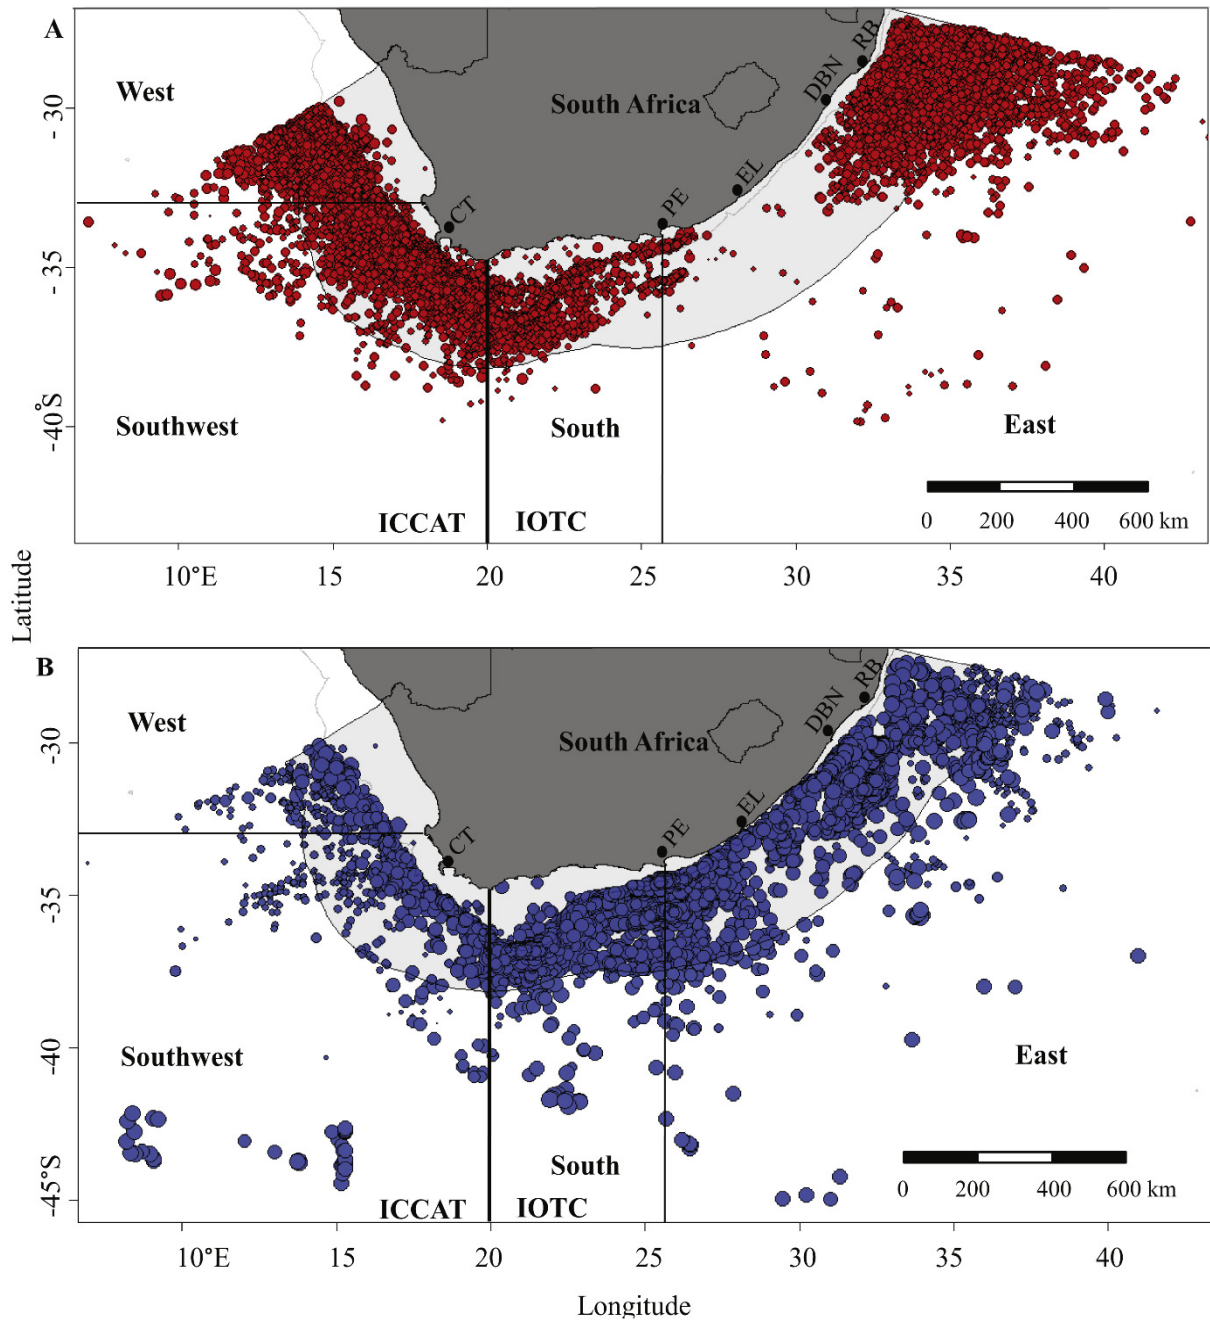 A
West
South Africa
RB
DBN
EL
PE
CT
Southwest
South
East
ICCAT
IOTC
0 200 400 600 km
-30
-35
-40°S
10°E 15 20 25 30 35 40
Latitude
B
West
South Africa
RB
DBN
EL
PE
CT
Southwest
South
East
ICCAT
IOTC
0 200 400 600 km
-30
-35
-40
-45°S
10°E 15 20 25 30 35 40
Longitude